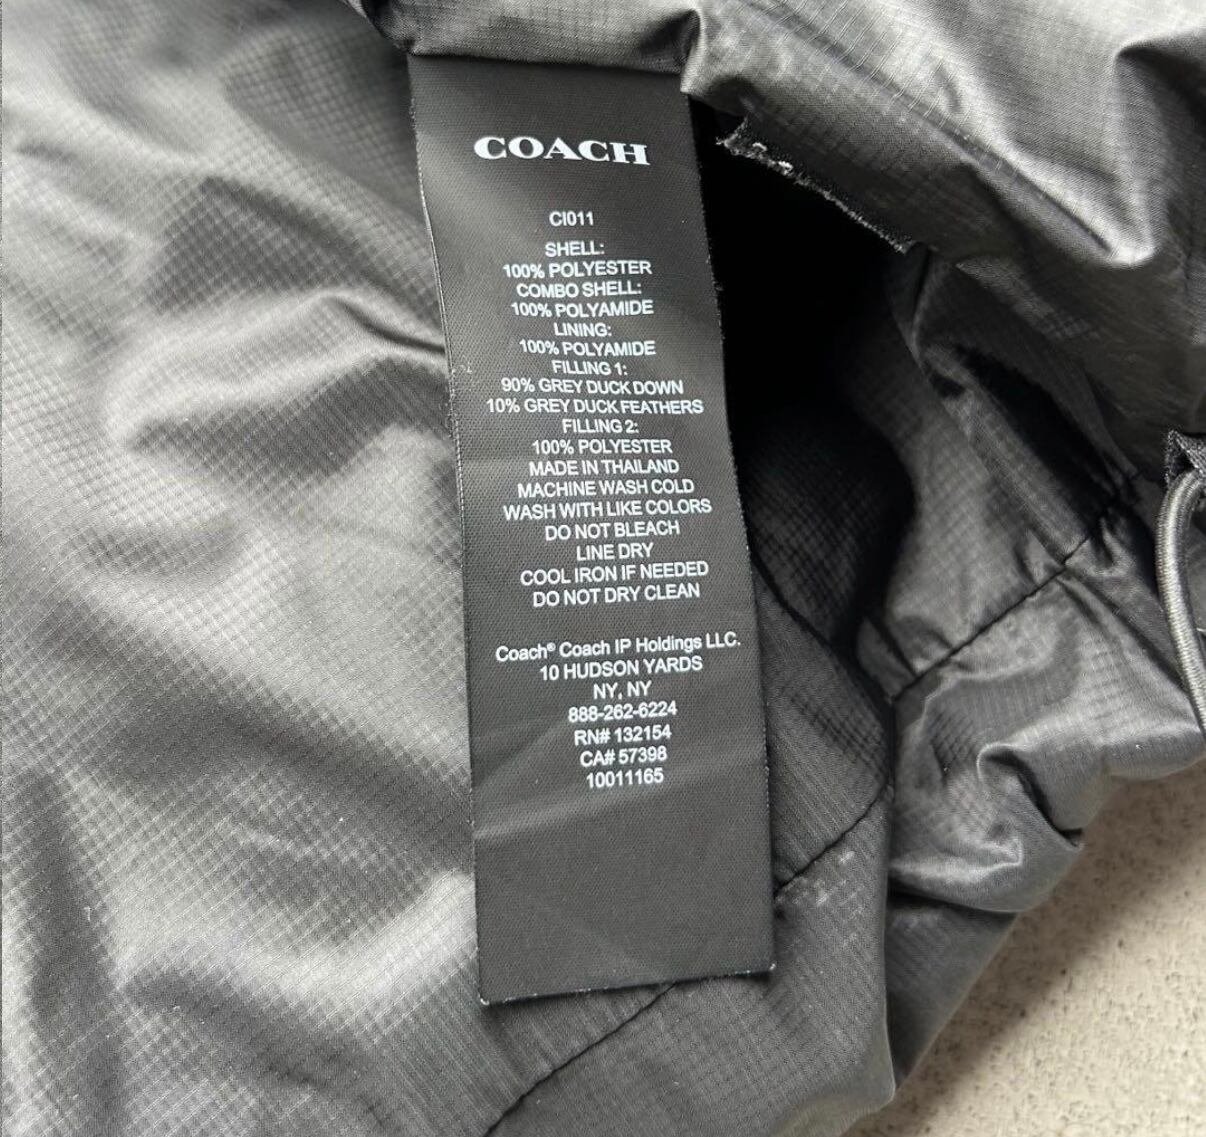 COACH
CI011
SHELL:
100% POLYESTER
COMBO SHELL:
100% POLYAMIDE
LINING:
100% POLYAMIDE
FILLING 1:
90% GREY DUCK DOWN
10% GREY DUCK FEATHERS
FILLING 2:
100% POLYESTER
MADE IN THAILAND
MACHINE WASH COLD
WASH WITH LIKE COLORS
DO NOT BLEACH
LINE DRY
COOL IRON IF NEEDED
DO NOT DRY CLEAN
Coach® Coach IP Holdings LLC.
10 HUDSON YARDS
NY, NY
888-262-6224
RN# 132154
CA# 57398
10011165